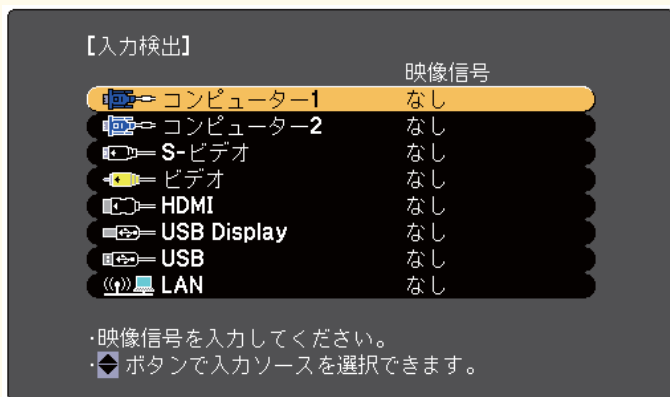 【入力検出】
映像信号
コンピューター1 なし
コンピューター2 なし
S-ビデオ なし
ビデオ なし
HDMI なし
USB Display なし
USB なし
LAN なし
・映像信号を入力してください。
・ ボタンで入力ソースを選択できます。